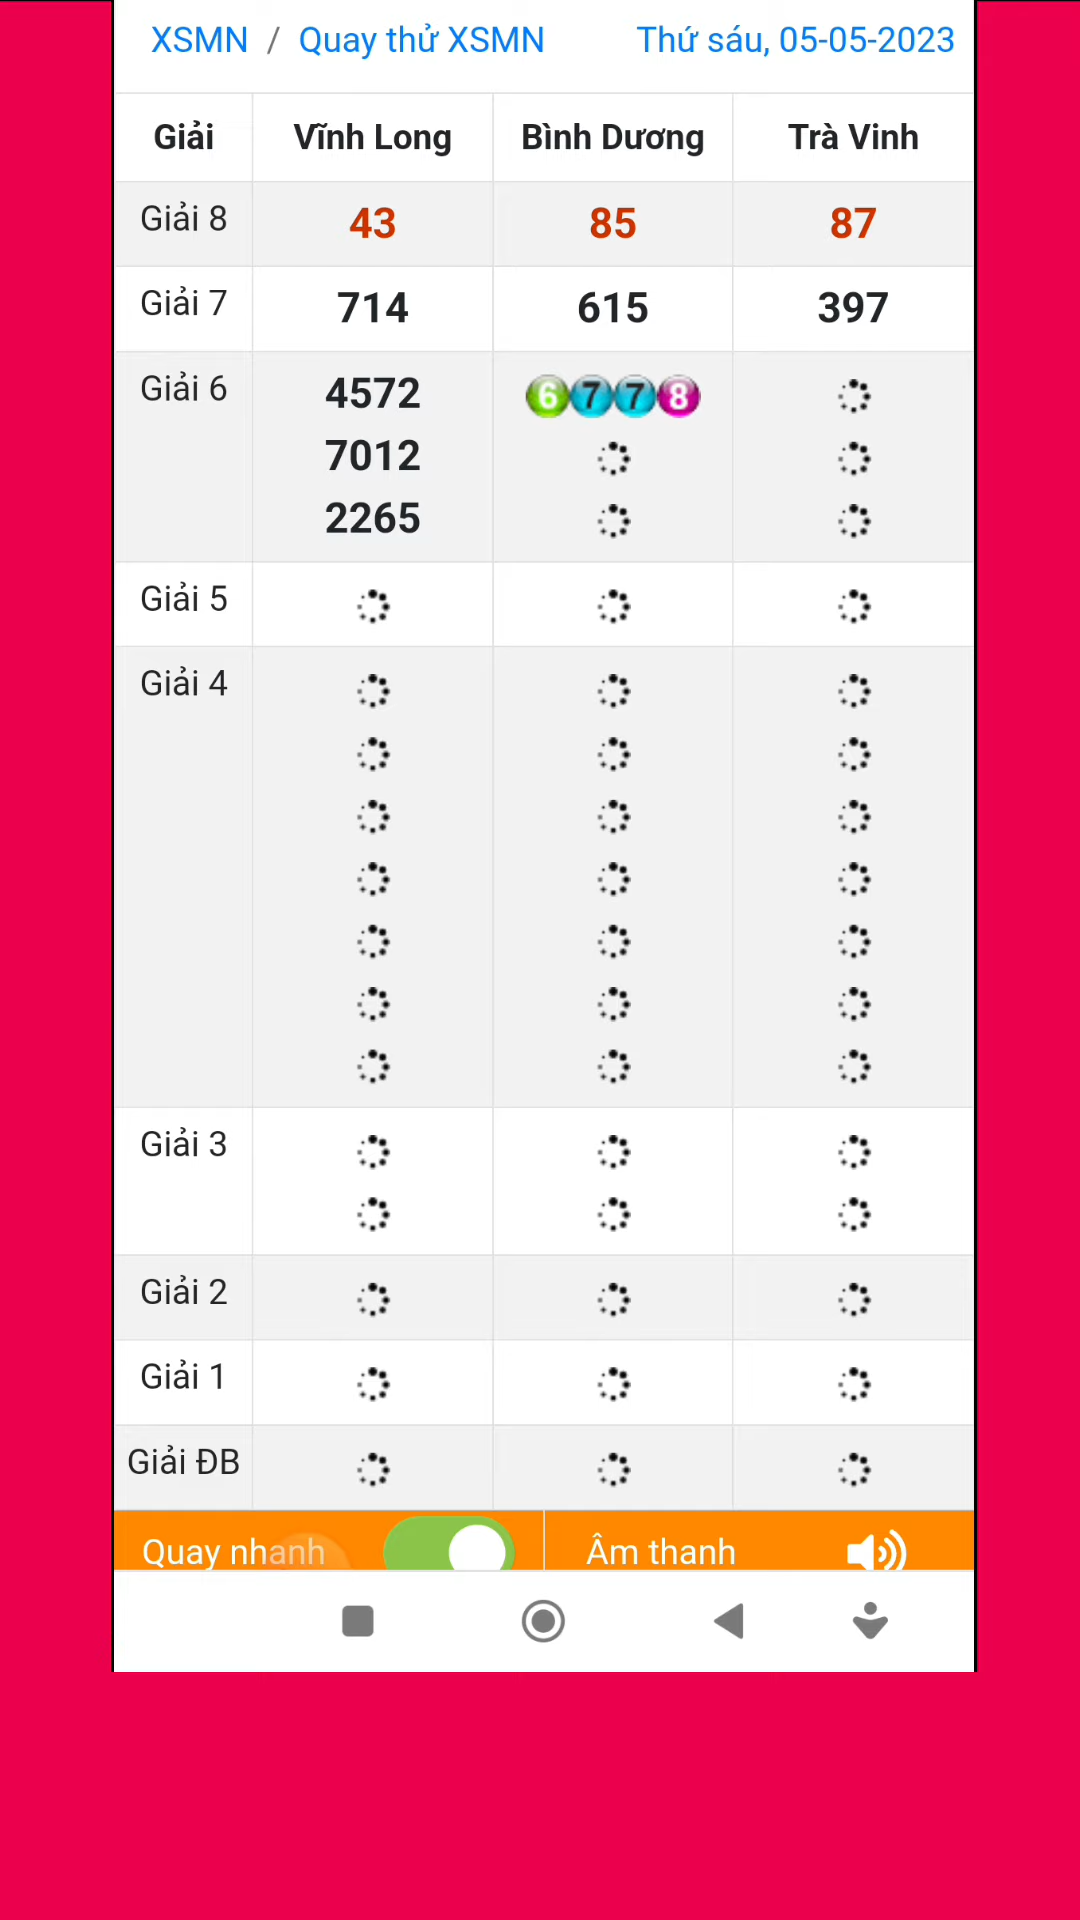 XSMN / Quay thử XSMN Thứ sáu, 05-05-2023
Giải Vĩnh Long Bình Dương Trà Vinh
Giải 8 43 85 87
Giải 7 714 615 397
Giải 6 4572 6778
7012
2265
Giải 5
Giải 4
Giải 3
Giải 2
Giải 1
Giải ĐB
Quay nhanh Âm thanh